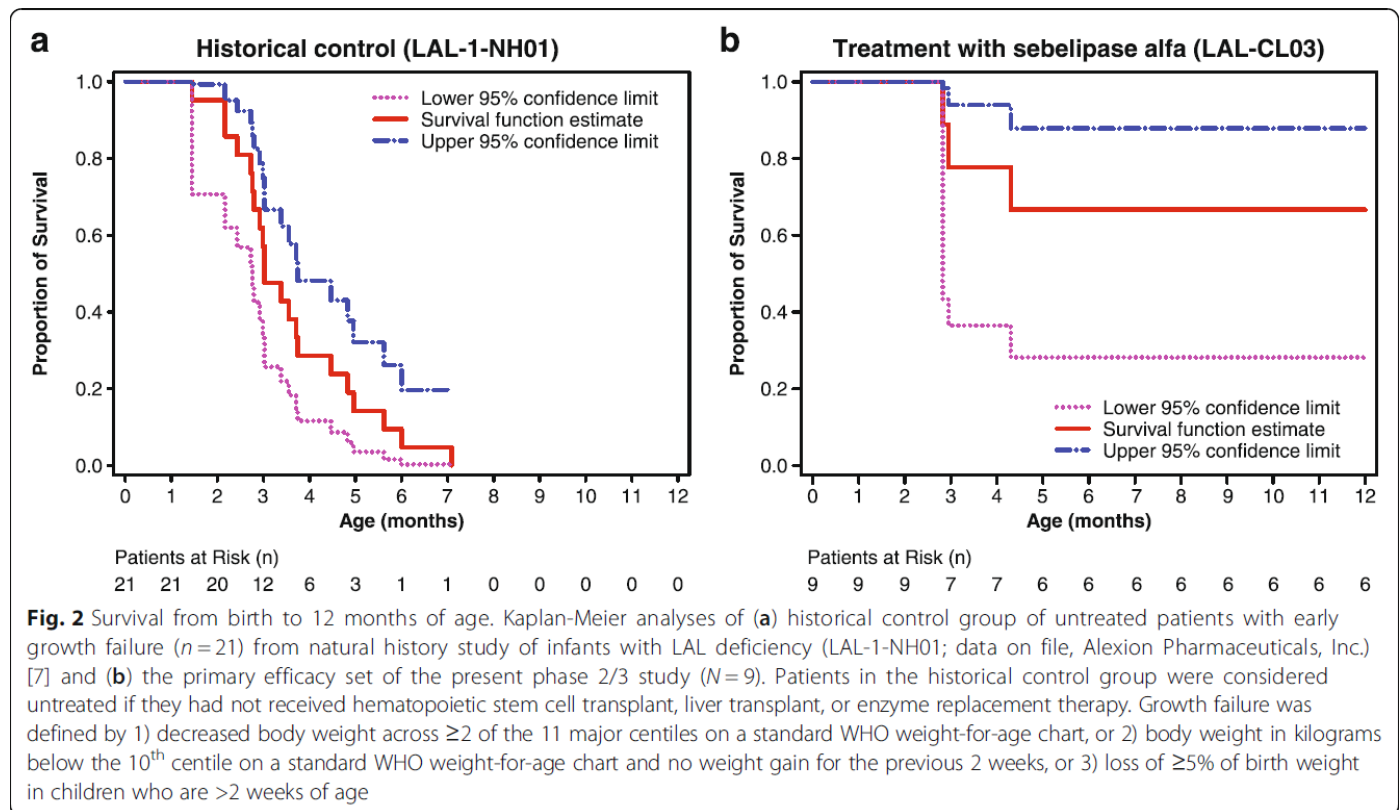 a
Historical control (LAL-1-NH01)
1.0
0.8
0.6
0.4
0.2
0.0
Proportion of Survival
Lower 95% confidence limit
Survival function estimate
Upper 95% confidence limit
0 1 2 3 4 5 6 7 8 9 10 11 12
Age (months)
Patients at Risk (n)
21 21 20 12 6 3 1 1 0 0 0 0 0
b
Treatment with sebelipase alfa (LAL-CL03)
1.0
0.8
0.6
0.4
0.2
0.0
Proportion of Survival
Lower 95% confidence limit
Survival function estimate
Upper 95% confidence limit
0 1 2 3 4 5 6 7 8 9 10 11 12
Age (months)
Patients at Risk (n)
9 9 9 7 7 6 6 6 6 6 6 6 6
Fig. 2 Survival from birth to 12 months of age. Kaplan-Meier analyses of (a) historical control group of untreated patients with early
growth failure (n = 21) from natural history study of infants with LAL deficiency (LAL-1-NH01; data on file, Alexion Pharmaceuticals, Inc.)
[7] and (b) the primary efficacy set of the present phase 2/3 study (N = 9). Patients in the historical control group were considered
untreated if they had not received hematopoietic stem cell transplant, liver transplant, or enzyme replacement therapy. Growth failure was
defined by 1) decreased body weight across ≥2 of the 11 major centiles on a standard WHO weight-for-age chart, or 2) body weight in kilograms
below the 10th centile on a standard WHO weight-for-age chart and no weight gain for the previous 2 weeks, or 3) loss of ≥5% of birth weight
in children who are >2 weeks of age